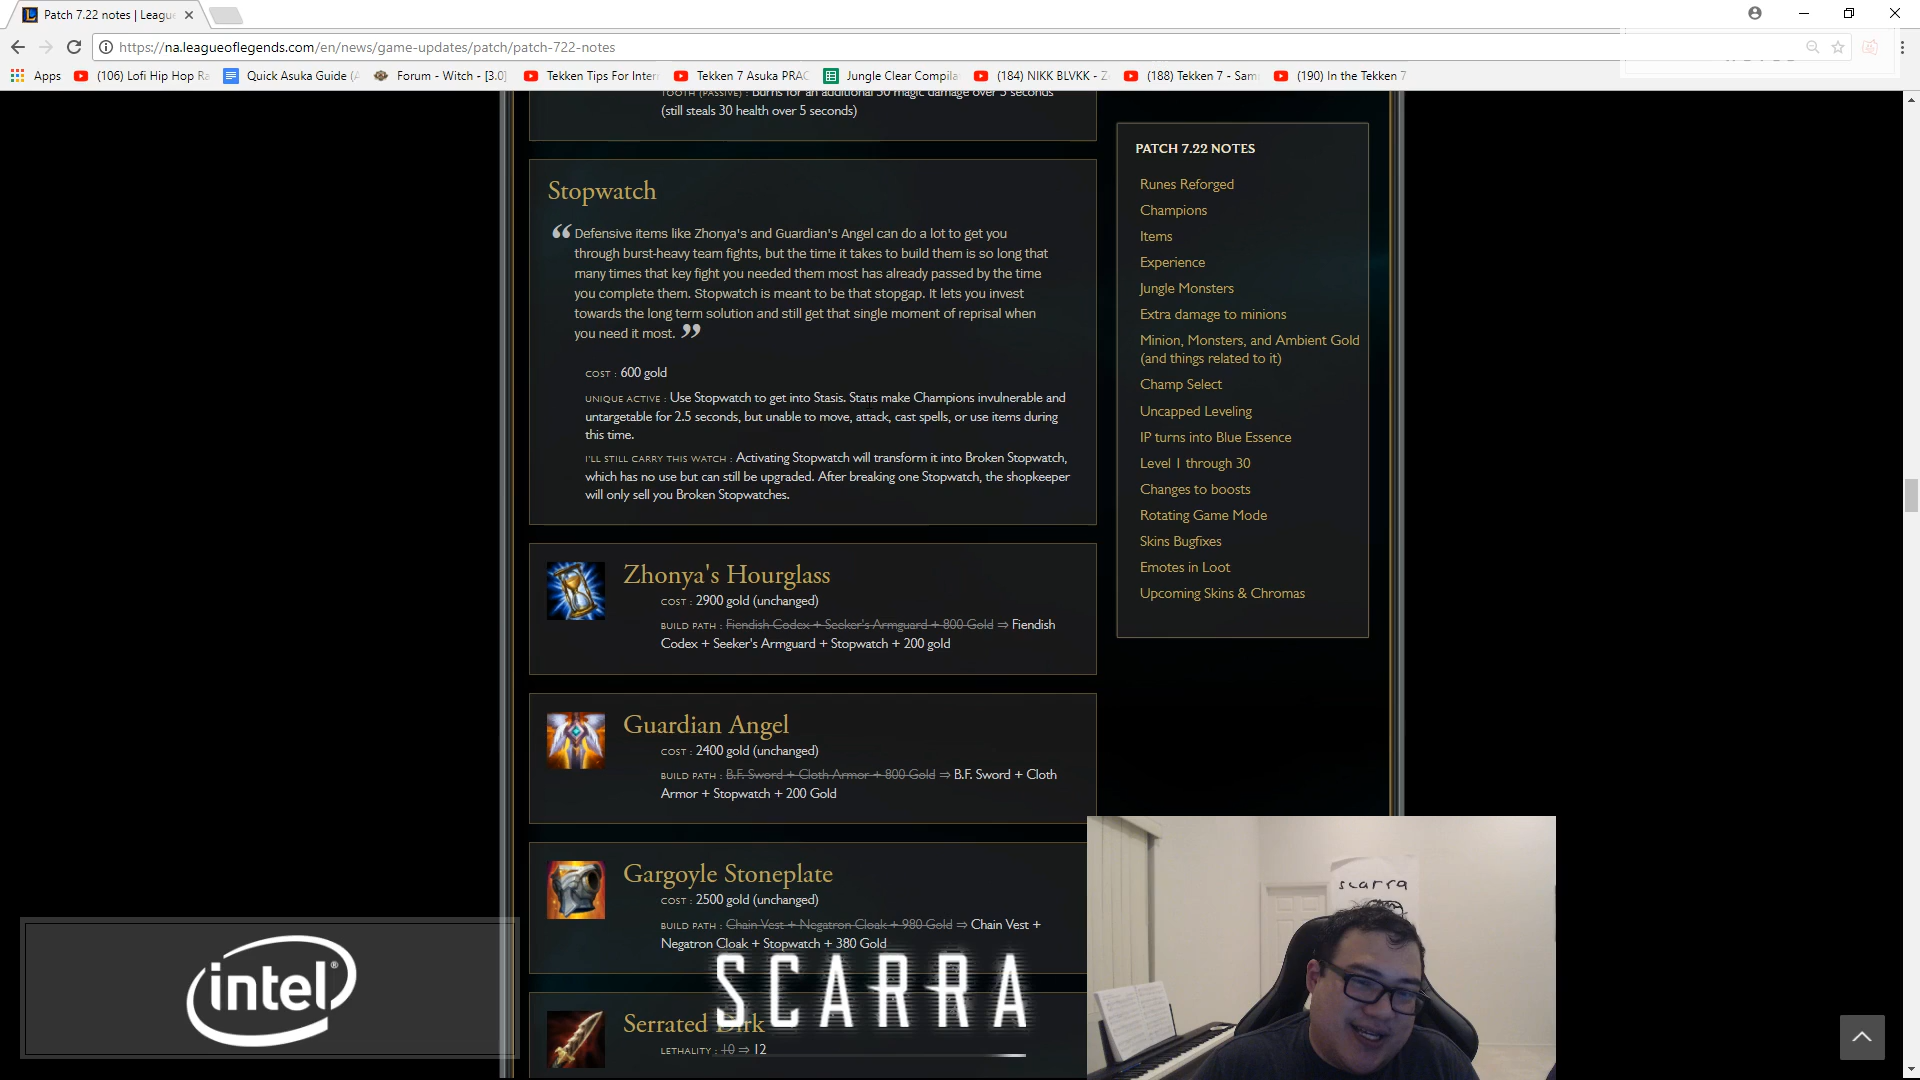 Patch 7.22 notes | Leagu
https://na.leagueoflegends.com/en/news/game-updates/patch/patch-722-notes
Apps
(106) Lofi Hip Hop Ra
Quick Asuka Guide (A
Forum - Witch - [3.0]
Tekken Tips For Inter
Tekken 7 Asuka PRAC
Jungle Clear Compila
(184) NIKK BLVKK - Z
(188) Tekken 7 - Sam
(190) In the Tekken 7
TOOTH (PASSIVE) : Burns for an additional 30 magic damage over 5 seconds
(still steals 30 health over 5 seconds)
Stopwatch
“ Defensive items like Zhonya's and Guardian's Angel can do a lot to get you
through burst-heavy team fights, but the time it takes to build them is so long that
many times that key fight you needed them most has already passed by the time
you complete them. Stopwatch is meant to be that stopgap. It lets you invest
towards the long term solution and still get that single moment of reprisal when
you need it most. ”
COST : 600 gold
UNIQUE ACTIVE : Use Stopwatch to get into Stasis. Statis make Champions invulnerable and
untargetable for 2.5 seconds, but unable to move, attack, cast spells, or use items during
this time.
I'LL STILL CARRY THIS WATCH : Activating Stopwatch will transform it into Broken Stopwatch,
which has no use but can still be upgraded. After breaking one Stopwatch, the shopkeeper
will only sell you Broken Stopwatches.
Zhonya's Hourglass
COST : 2900 gold (unchanged)
BUILD PATH : Fiendish Codex + Seeker's Armguard + 800 Gold ⇒ Fiendish
Codex + Seeker's Armguard + Stopwatch + 200 gold
Guardian Angel
COST : 2400 gold (unchanged)
BUILD PATH : B.F. Sword + Cloth Armor + 800 Gold ⇒ B.F. Sword + Cloth
Armor + Stopwatch + 200 Gold
Gargoyle Stoneplate
COST : 2500 gold (unchanged)
BUILD PATH : Chain Vest + Negatron Cloak + 980 Gold ⇒ Chain Vest +
Negatron Cloak + Stopwatch + 380 Gold
Serrated Dirk
LETHALITY : 10 ⇒ 12
PATCH 7.22 NOTES
Runes Reforged
Champions
Items
Experience
Jungle Monsters
Extra damage to minions
Minion, Monsters, and Ambient Gold
(and things related to it)
Champ Select
Uncapped Leveling
IP turns into Blue Essence
Level 1 through 30
Changes to boosts
Rotating Game Mode
Skins Bugfixes
Emotes in Loot
Upcoming Skins & Chromas
intel®
SCARRA
scarra